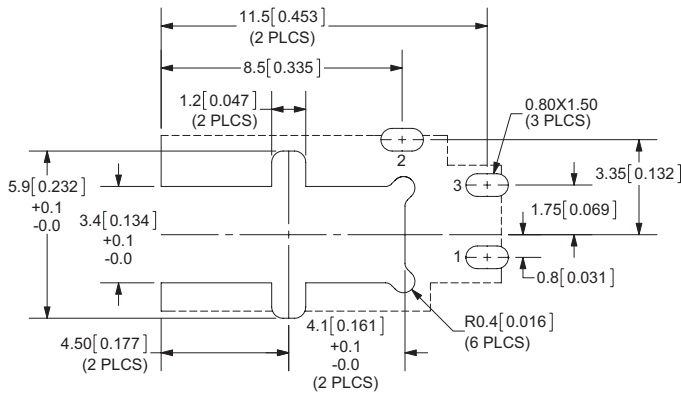 11.5[0.453]
(2 PLCS)
8.5[0.335]
1.2[0.047]
(2 PLCS)
0.80X1.50
(3 PLCS)
2
5.9[0.232]
+0.1
-0.0
3.4[0.134]
+0.1
-0.0
3
3.35[0.132]
1.75[0.069]
1
0.8[0.031]
4.50[0.177]
(2 PLCS)
4.1[0.161]
+0.1
-0.0
(2 PLCS)
R0.4[0.016]
(6 PLCS)